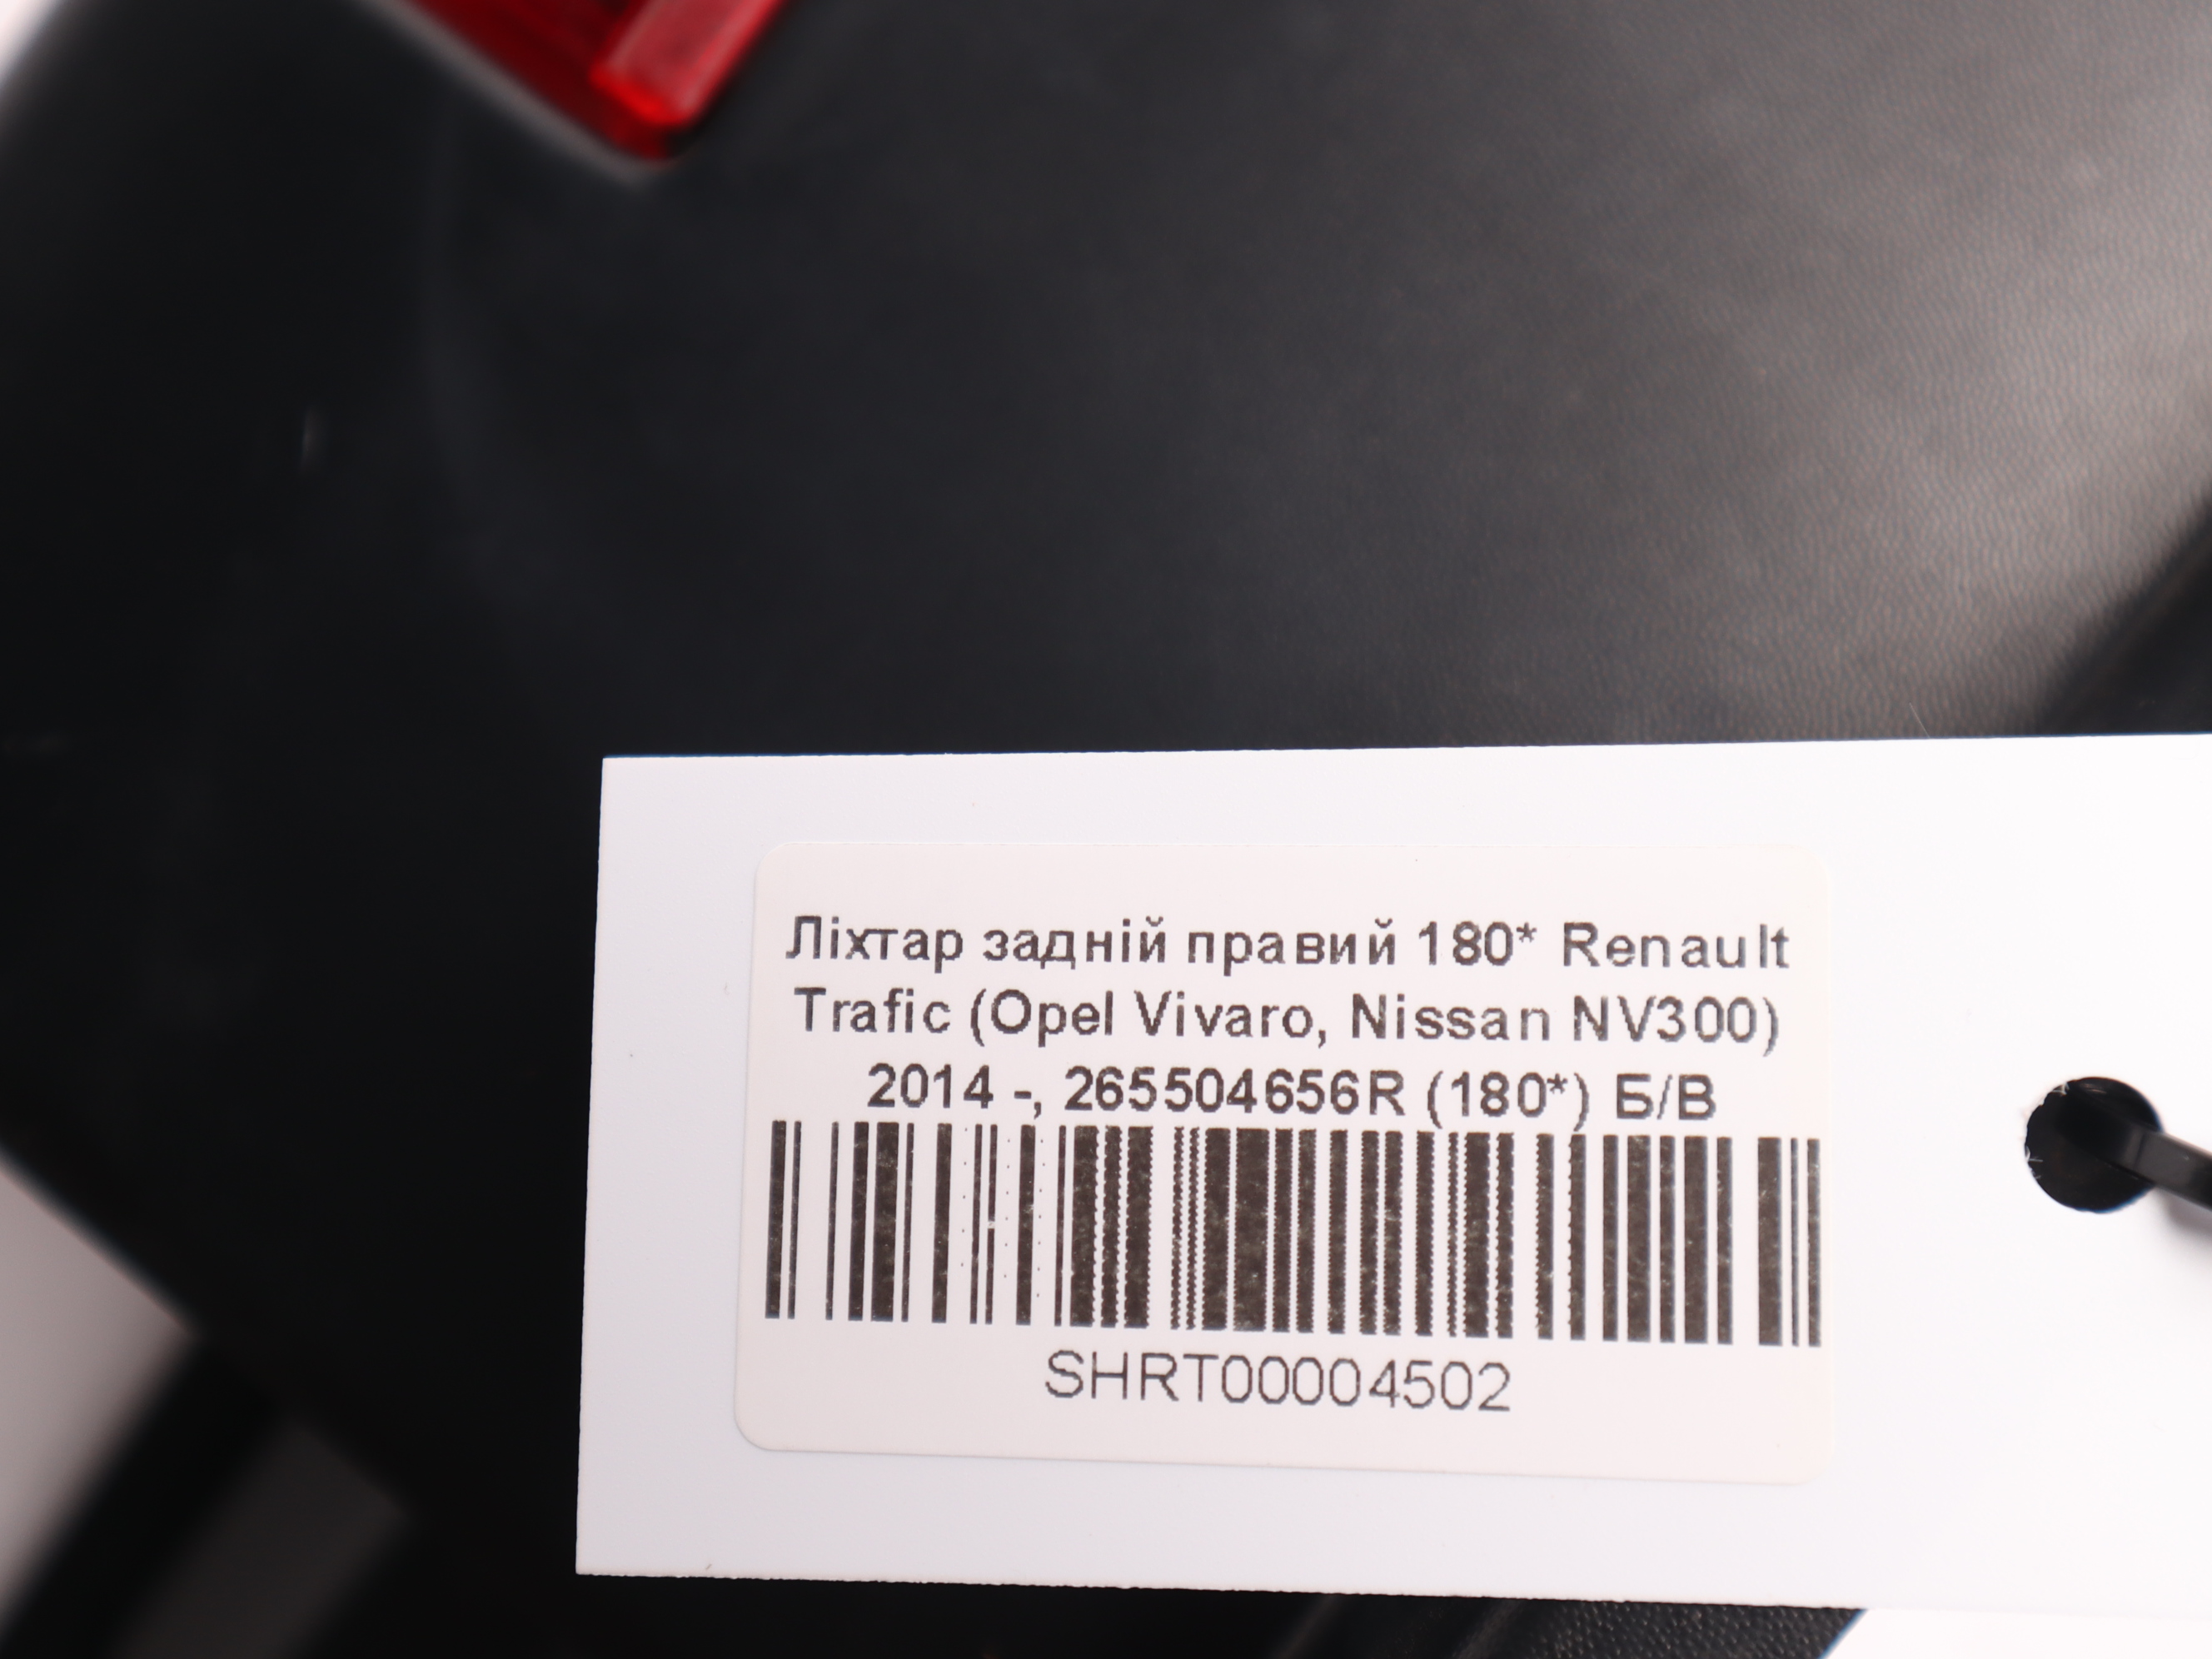 Ліхтар задній правий 180* Renault
Trafic (Opel Vivaro, Nissan NV300)
2014 -, 265504656R (180*) Б/В
SHRT00004502